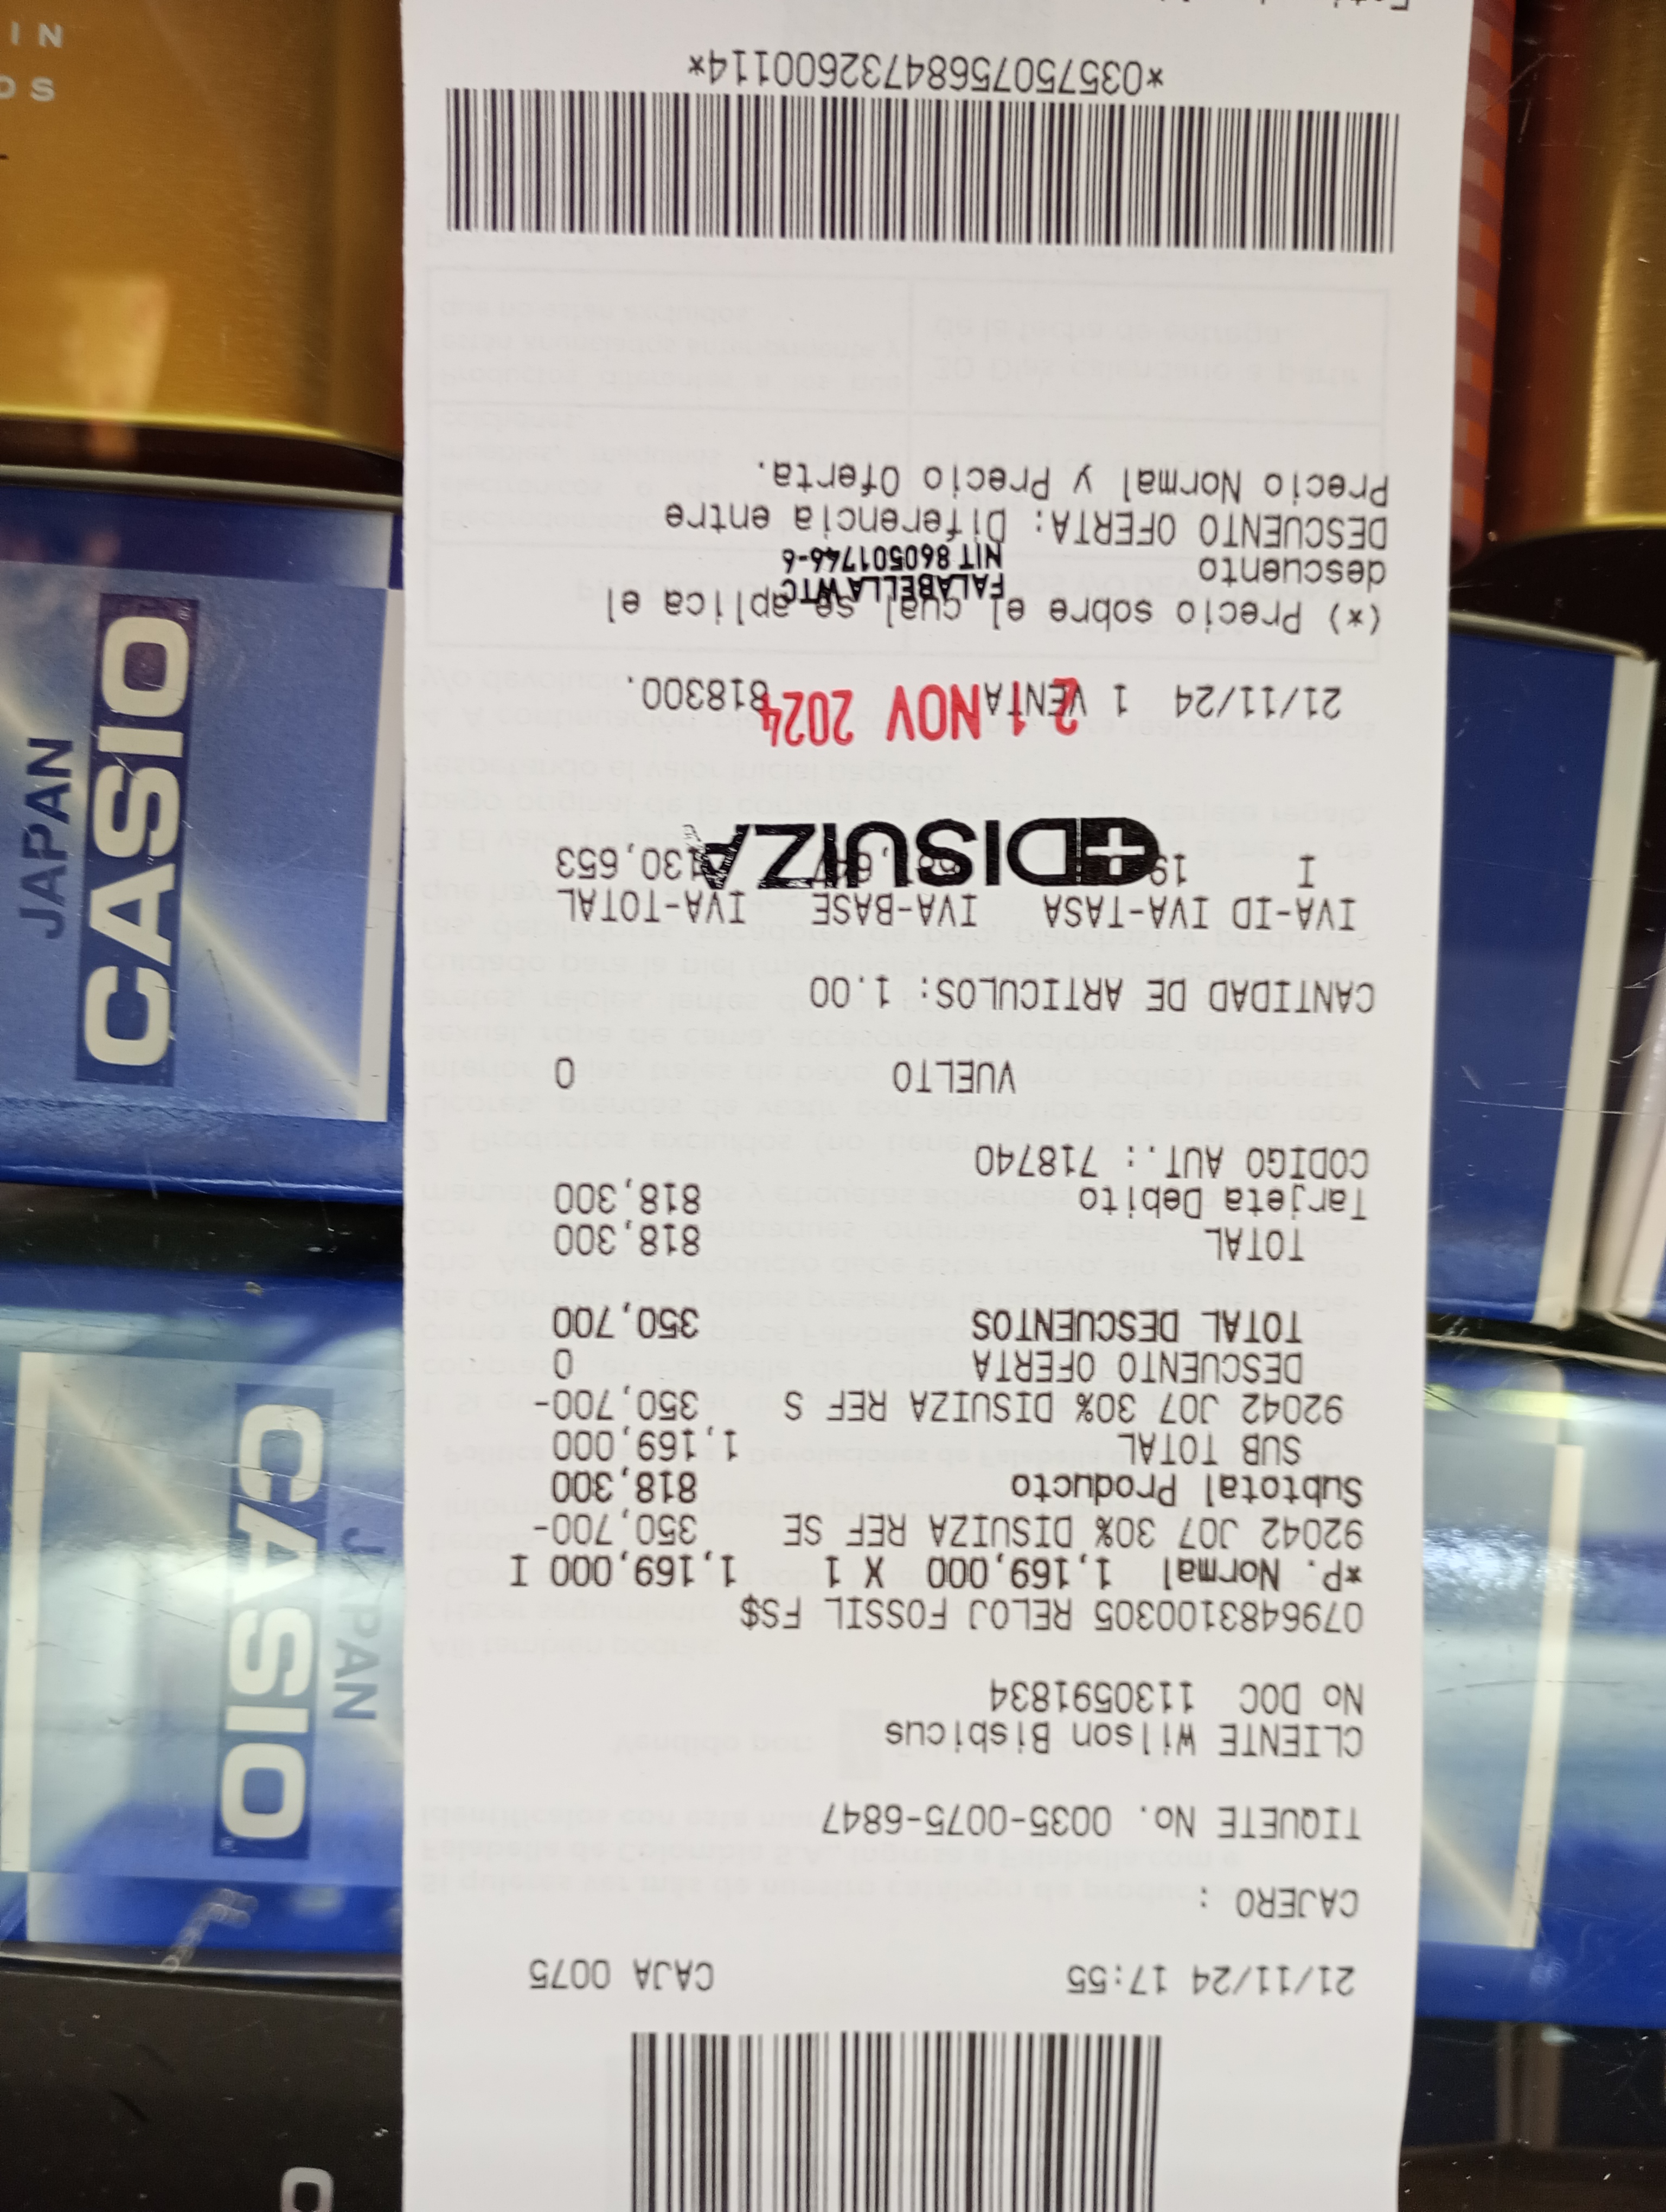 21/11/24 17:55 CAJA 0075
CAJERO :
TIQUETE No. 0035-0075-6847
CLIENTE Wilson Bisbicus
No DOC 1130591834
0796483100305 RELOJ FOSSIL FS$
*P. Normal 1,169,000 X 1 1,169,000 I
92042 J07 30% DISUIZA REF SE 350,700-
Subtotal Producto 818,300
SUB TOTAL 1,169,000
92042 J07 30% DISUIZA REF S 350,700-
DESCUENTO OFERTA 0
TOTAL DESCUENTOS 350,700
TOTAL 818,300
Tarjeta Debito 818,300
CODIGO AUT.: 718740
VUELTO 0
CANTIDAD DE ARTICULOS: 1.00
IVA-ID IVA-TASA IVA-BASE IVA-TOTAL
I 19 130,653
DISUIZA
21/11/24 1 VENTA 818300.
21 NOV 2024
(*) Precio sobre el cual se aplica el
descuento
FALABELLA WTC
NIT 860501746-6
DESCUENTO OFERTA: Diferencia entre
Precio Normal y Precio Oferta.
*03575075684732600114*
CASIO
JAPAN
CASIO
JAPAN